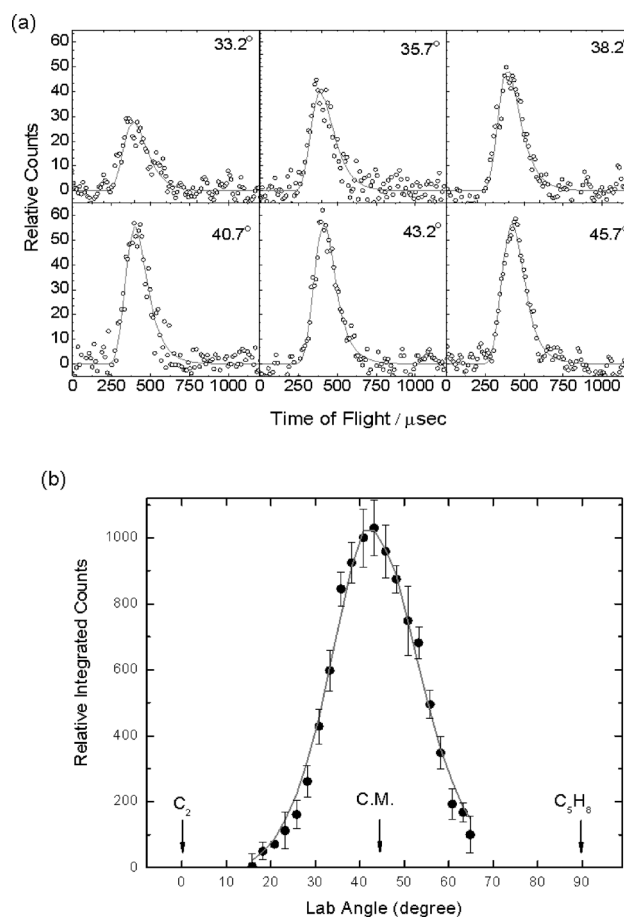 (a)
33.2°
35.7°
38.2°
60
50
40
30
20
10
0
40.7°
43.2°
45.7°
60
50
40
30
20
10
0
Relative Counts
0 250 500 750 1000
0 250 500 750 1000
0 250 500 750 1000
Time of Flight / μsec
(b)
1000
800
600
400
200
0
Relative Integrated Counts
C₂
C.M.
C₅H₈
0 10 20 30 40 50 60 70 80 90
Lab Angle (degree)